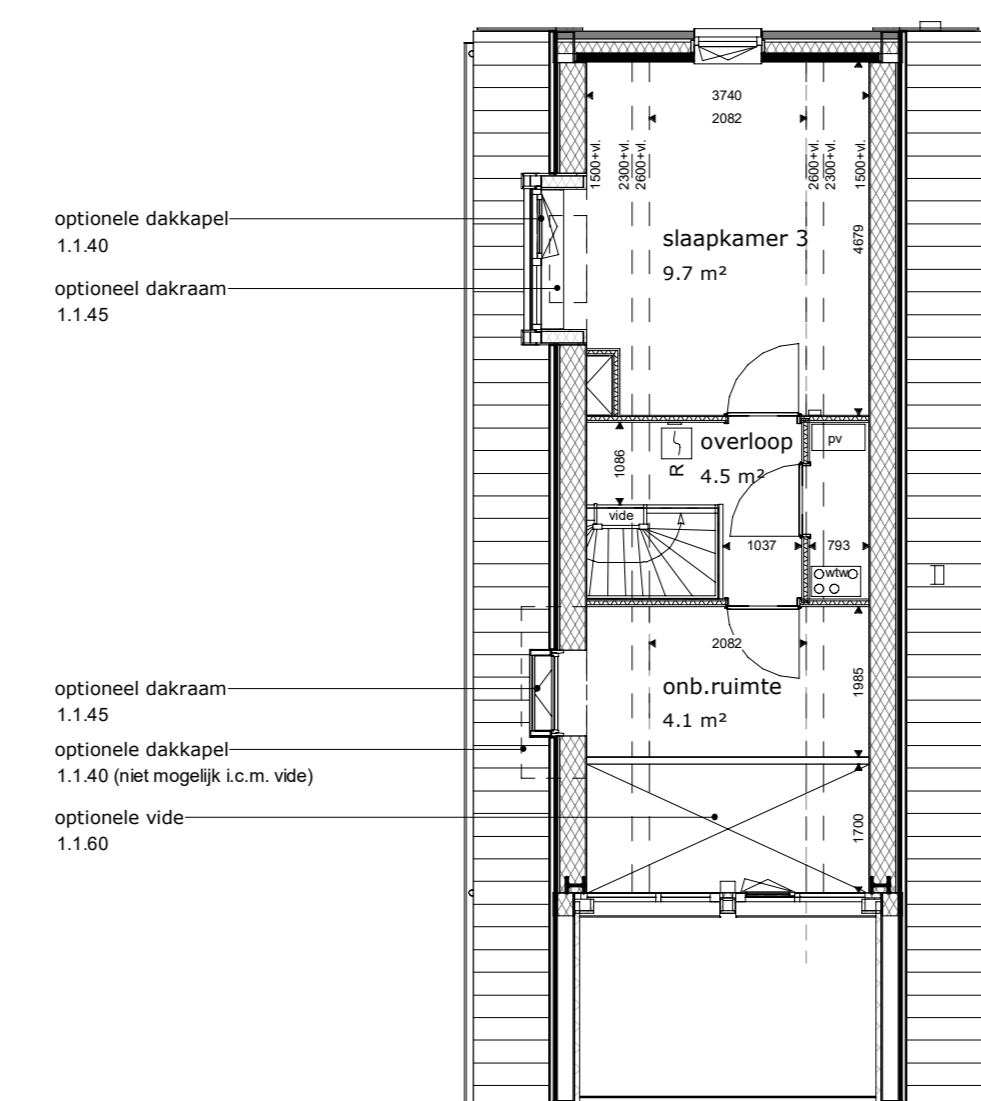 3740
2082
1500+vl.
2300+vl.
2600+vl.
2600+vl.
2300+vl.
1500+vl.
optionele dakkapel
1.1.40
optioneel dakraam
1.1.45
slaapkamer 3
9.7 m²
4679
overloop
4.5 m²
R
1086
pv
vide
1037
793
wtw
2082
onb.ruimte
4.1 m²
1985
optioneel dakraam
1.1.45
optionele dakkapel
1.1.40 (niet mogelijk i.c.m. vide)
optionele vide
1.1.60
1700